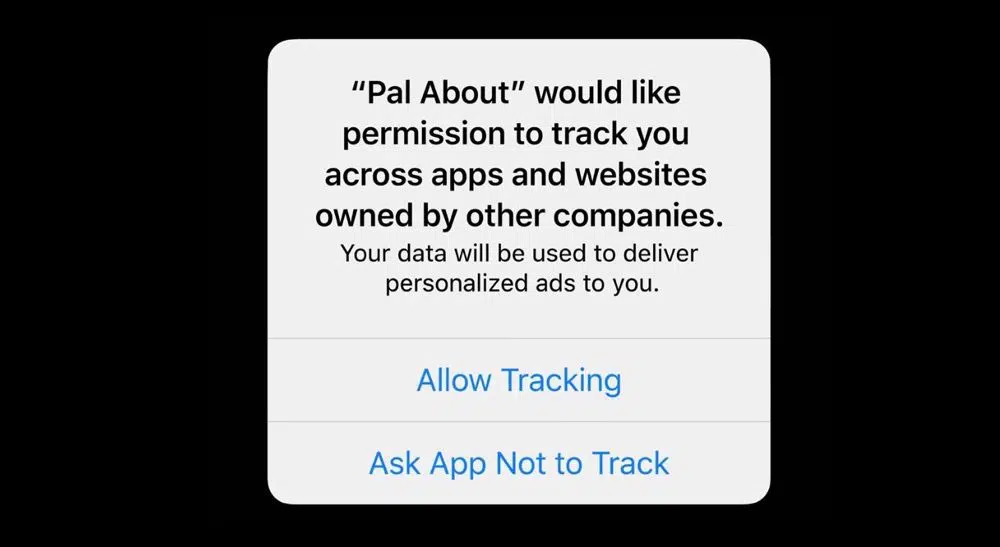 “Pal About” would like
permission to track you
across apps and websites
owned by other companies.
Your data will be used to deliver
personalized ads to you.
Allow Tracking
Ask App Not to Track